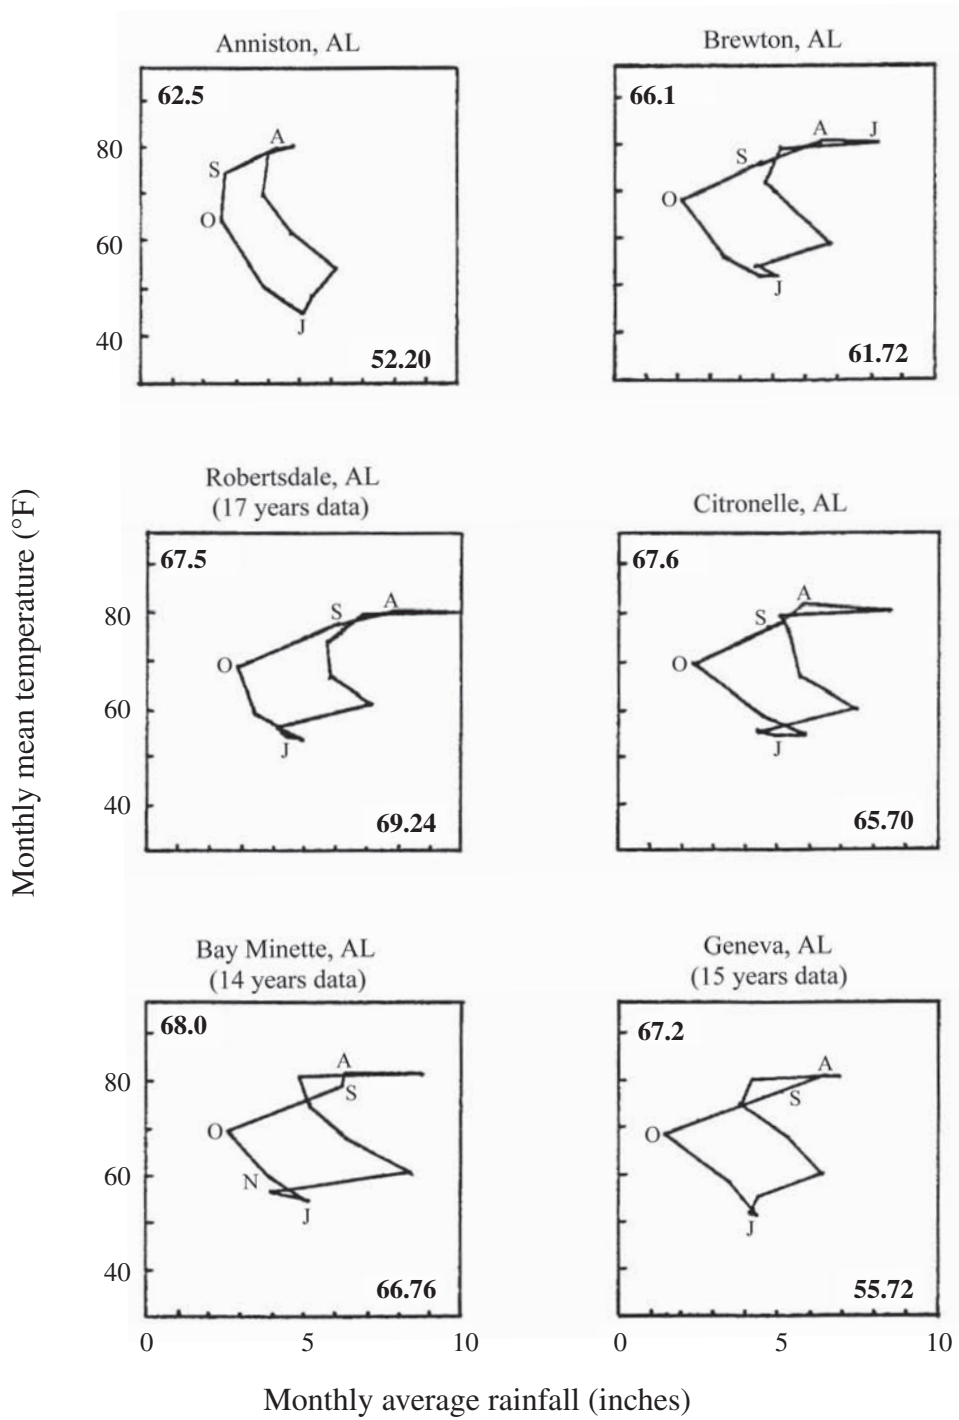 Anniston, AL
Brewton, AL
62.5
66.1
80
60
40
A
S
O
J
52.20
A
J
S
O
J
61.72
Monthly mean temperature (°F)
Robertsdale, AL
(17 years data)
Citronelle, AL
67.5
67.6
80
60
40
A
S
O
J
69.24
A
S
O
J
65.70
Bay Minette, AL
(14 years data)
Geneva, AL
(15 years data)
68.0
67.2
80
60
40
A
S
O
N
J
66.76
A
S
O
J
55.72
0 5 10
0 5 10
Monthly average rainfall (inches)